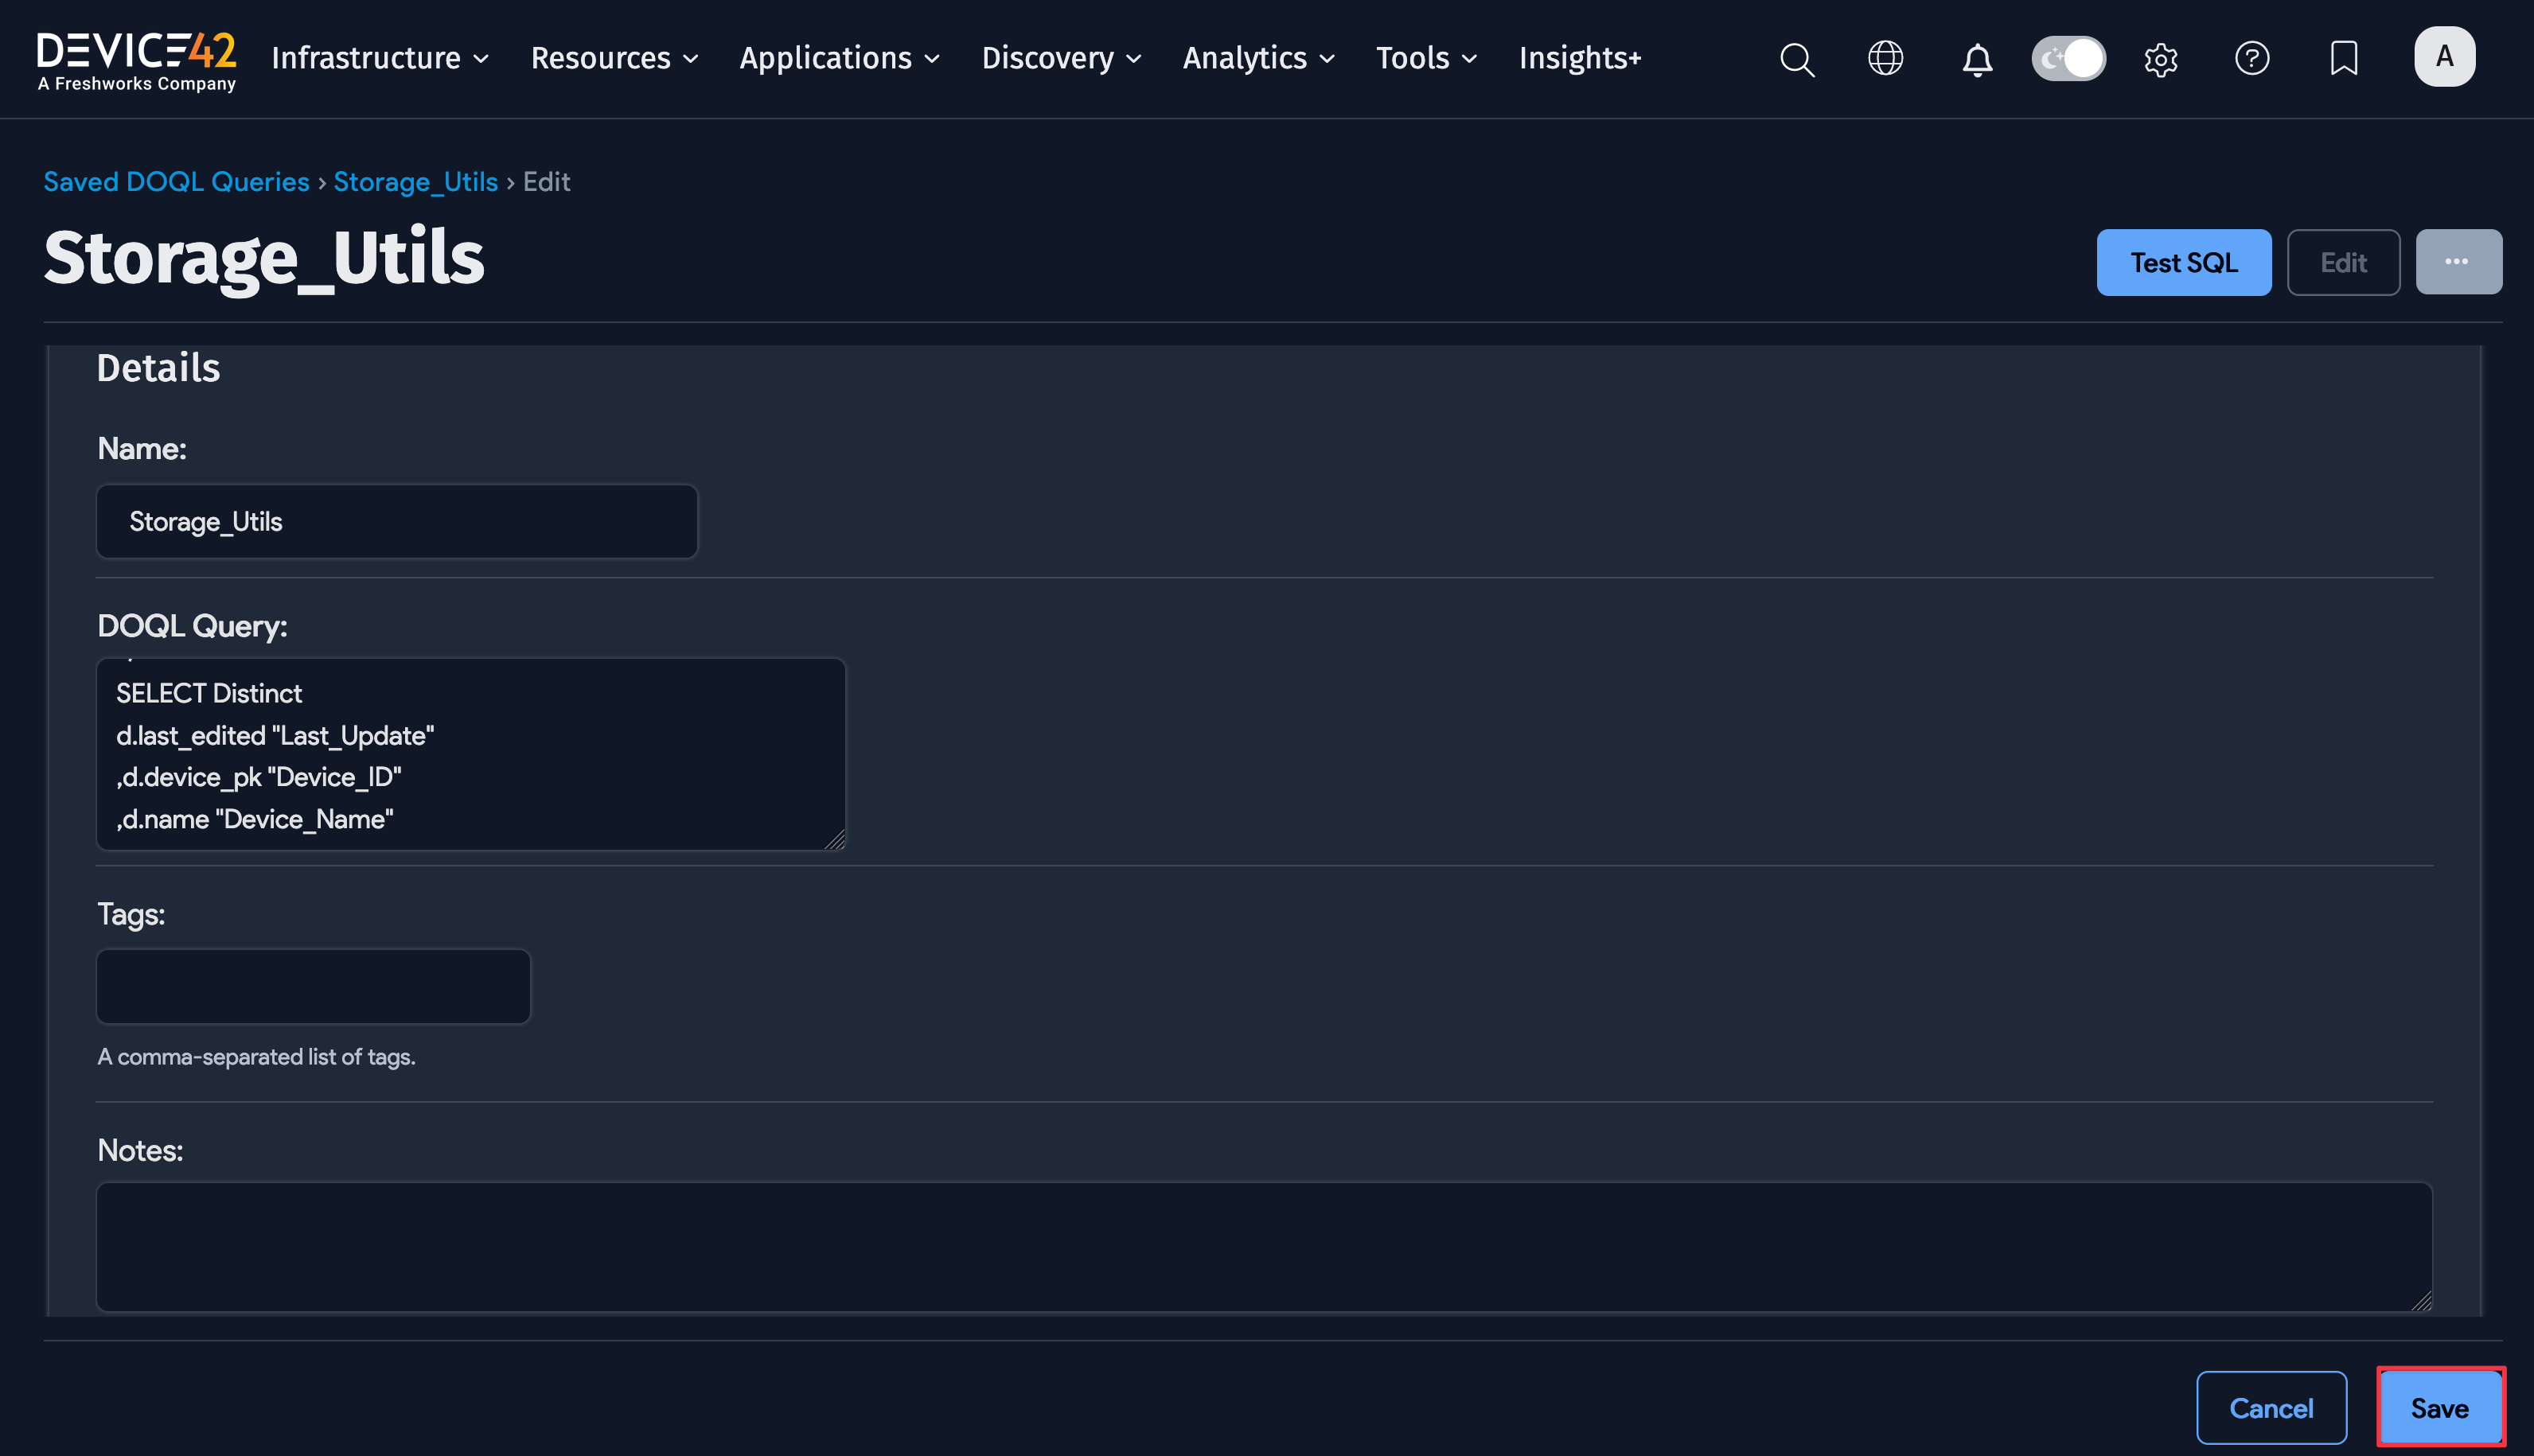 DEVICE42
A Freshworks Company
Infrastructure Resources Applications Discovery Analytics Tools Insights+
A
Saved DOQL Queries › Storage_Utils › Edit
Storage_Utils
Test SQL Edit ...
Details
Name:
Storage_Utils
DOQL Query:
SELECT Distinct
d.last_edited "Last_Update"
,d.device_pk "Device_ID"
,d.name "Device_Name"
Tags:
A comma-separated list of tags.
Notes:
Cancel Save